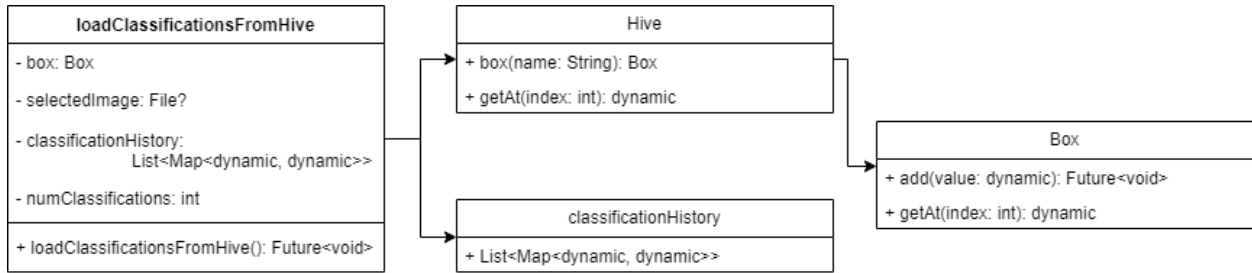 loadClassificationsFromHive
- box: Box
- selectedImage: File?
- classificationHistory:
List<Map<dynamic, dynamic>>
- numClassifications: int
+ loadClassificationsFromHive(): Future<void>
Hive
+ box(name: String): Box
+ getAt(index: int): dynamic
classificationHistory
+ List<Map<dynamic, dynamic>>
Box
+ add(value: dynamic): Future<void>
+ getAt(index: int): dynamic